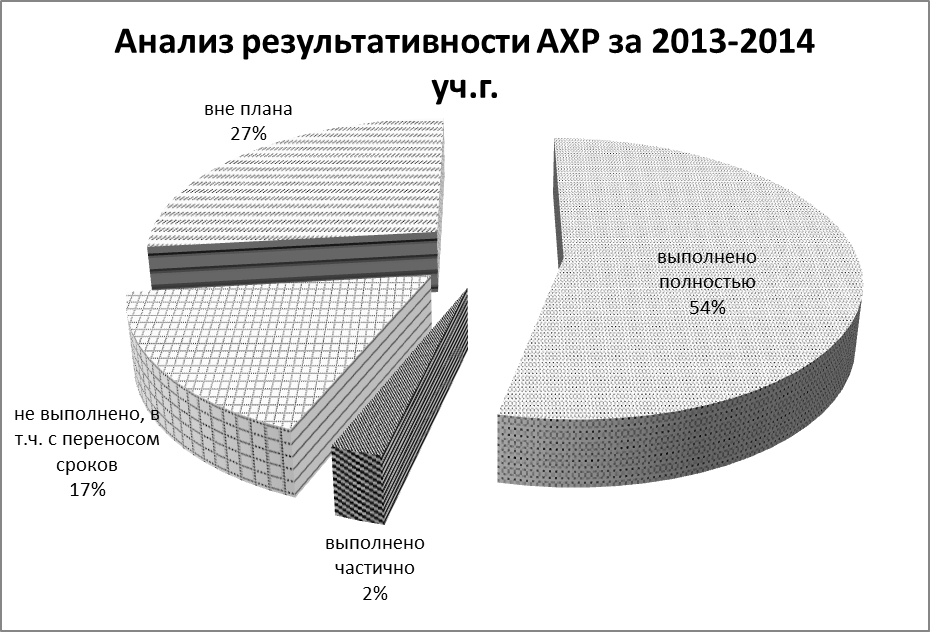 Анализ результативности АХР за 2013-2014
уч.г.
вне плана
27%
выполнено
полностью
54%
не выполнено, в
т.ч. с переносом
сроков
17%
выполнено
частично
2%